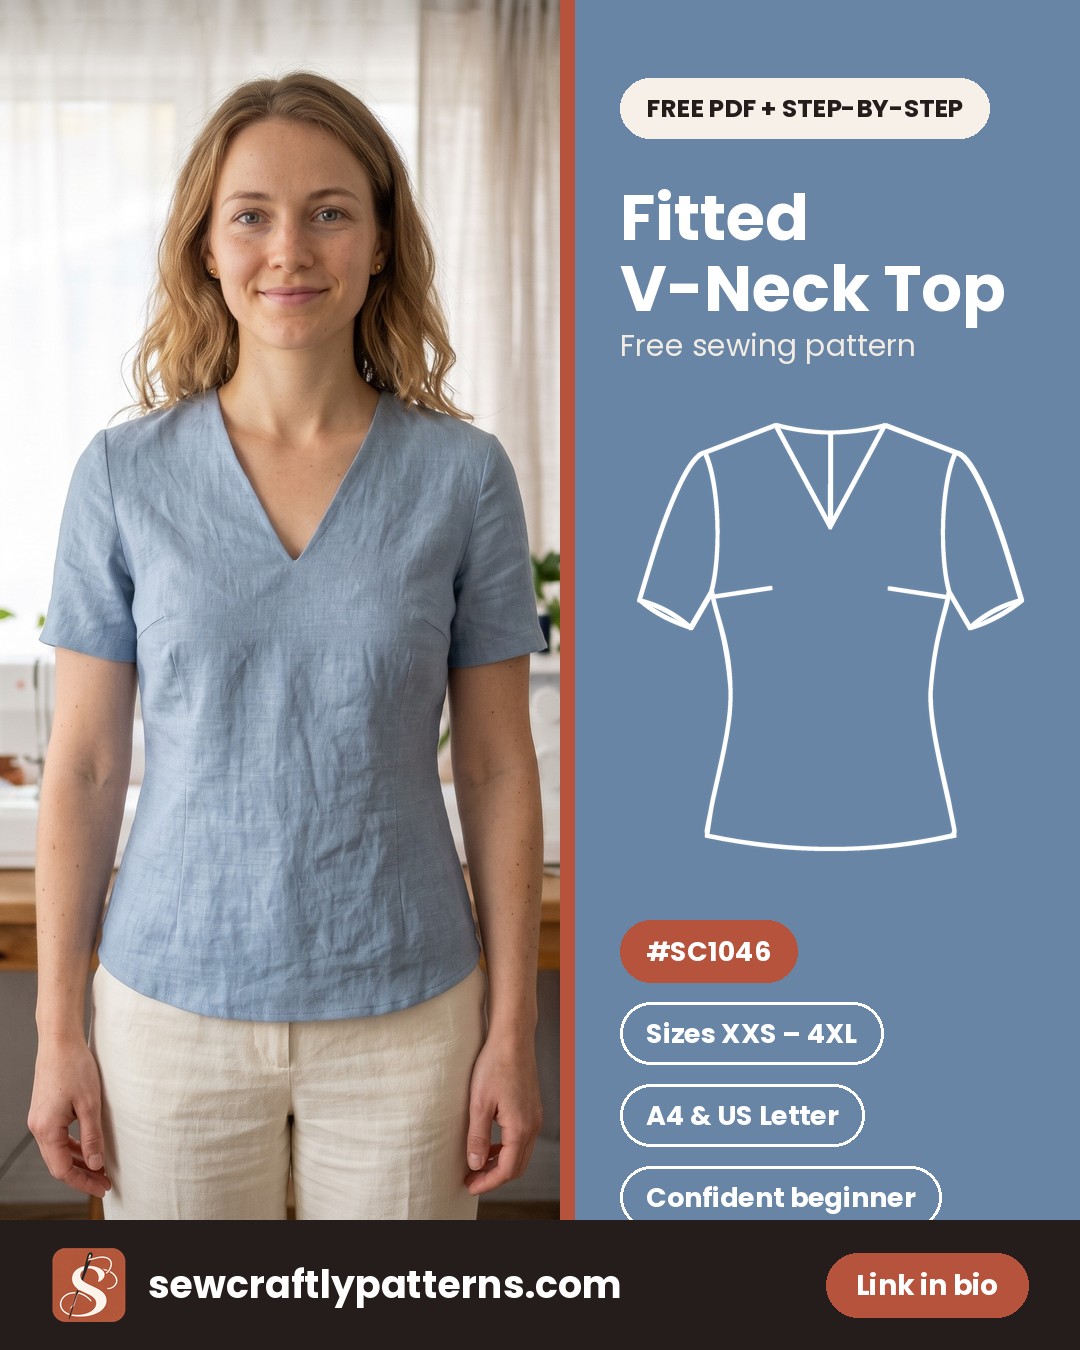 FREE PDF + STEP-BY-STEP
Fitted
V-Neck Top
Free sewing pattern
#SC1046
Sizes XXS – 4XL
A4 & US Letter
Confident beginner
S
sewcraftlypatterns.com
Link in bio